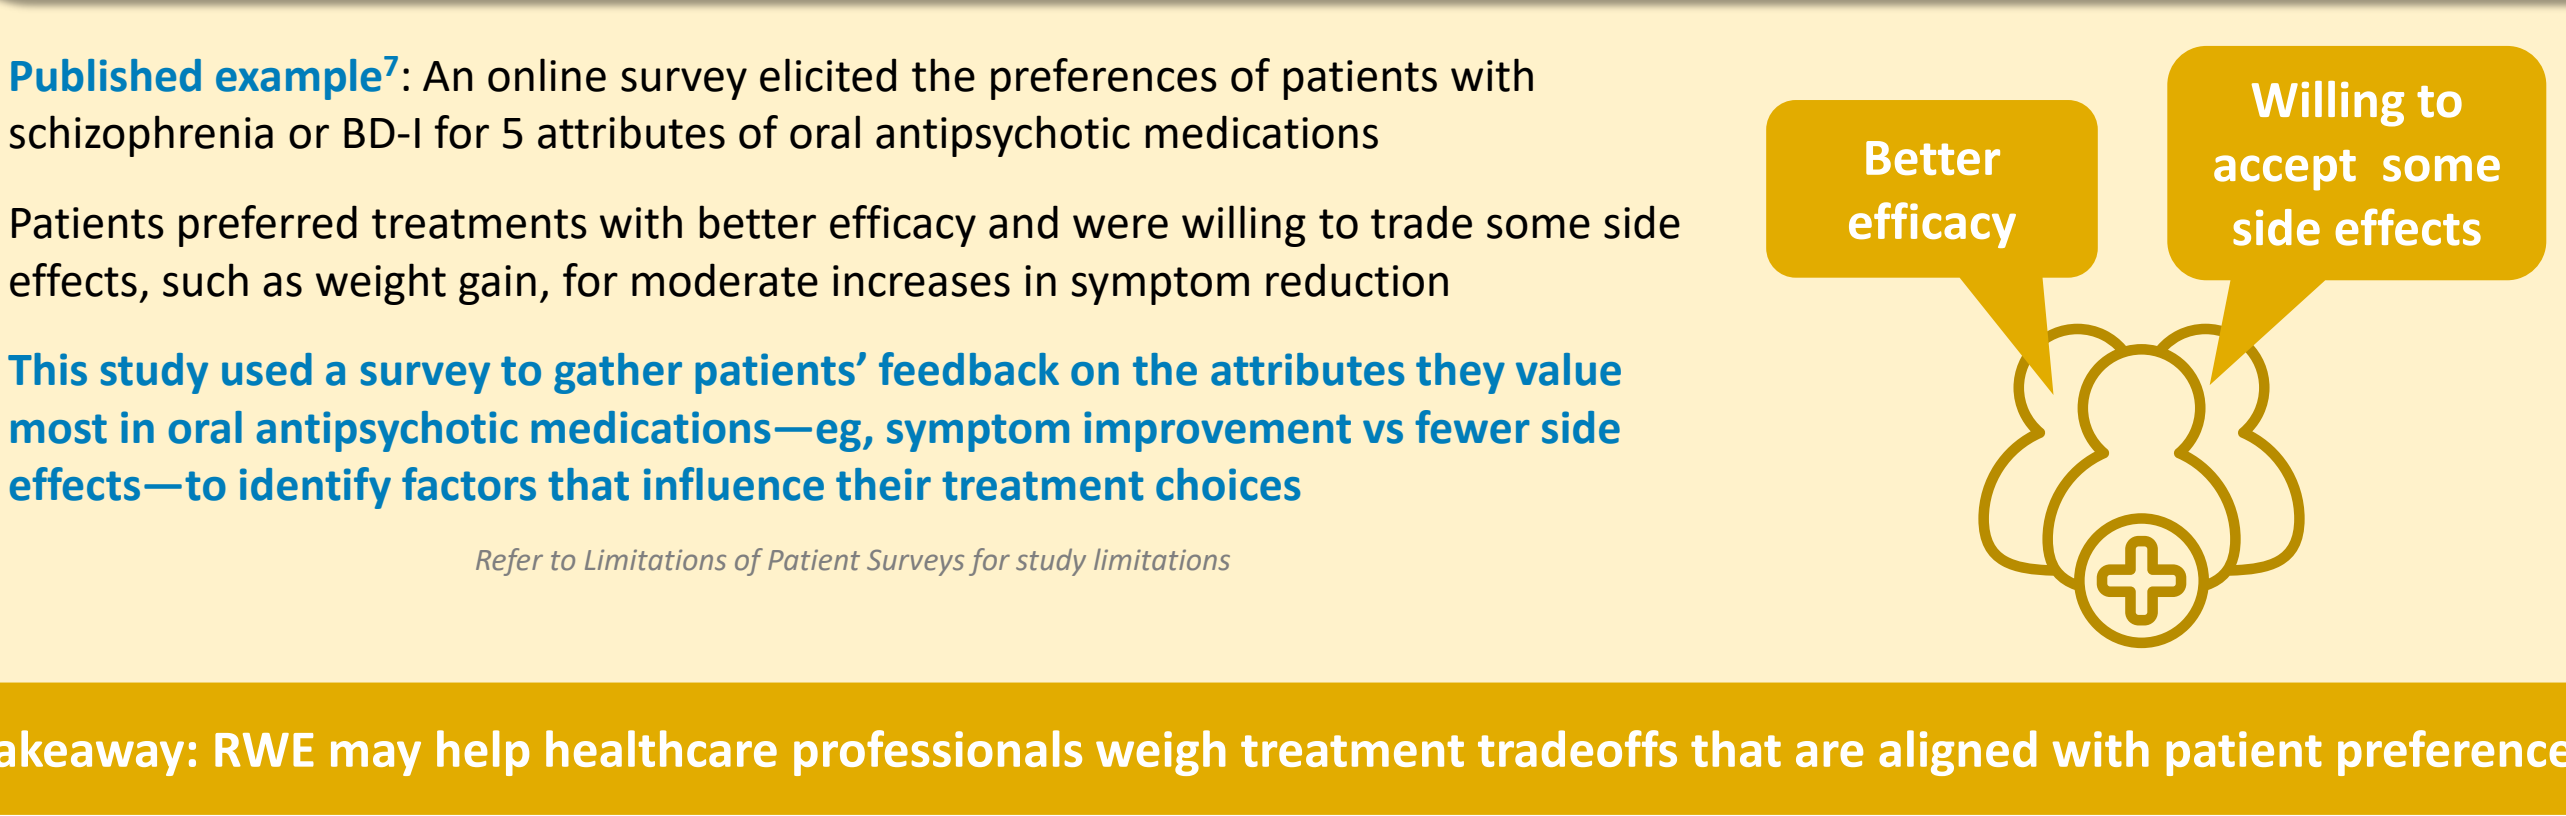 Published example⁷: An online survey elicited the preferences of patients with
schizophrenia or BD-I for 5 attributes of oral antipsychotic medications
Patients preferred treatments with better efficacy and were willing to trade some side
effects, such as weight gain, for moderate increases in symptom reduction
This study used a survey to gather patients’ feedback on the attributes they value
most in oral antipsychotic medications—eg, symptom improvement vs fewer side
effects—to identify factors that influence their treatment choices
Refer to Limitations of Patient Surveys for study limitations
Better
efficacy
Willing to
accept  some
side effects
akeaway: RWE may help healthcare professionals weigh treatment tradeoffs that are aligned with patient preference